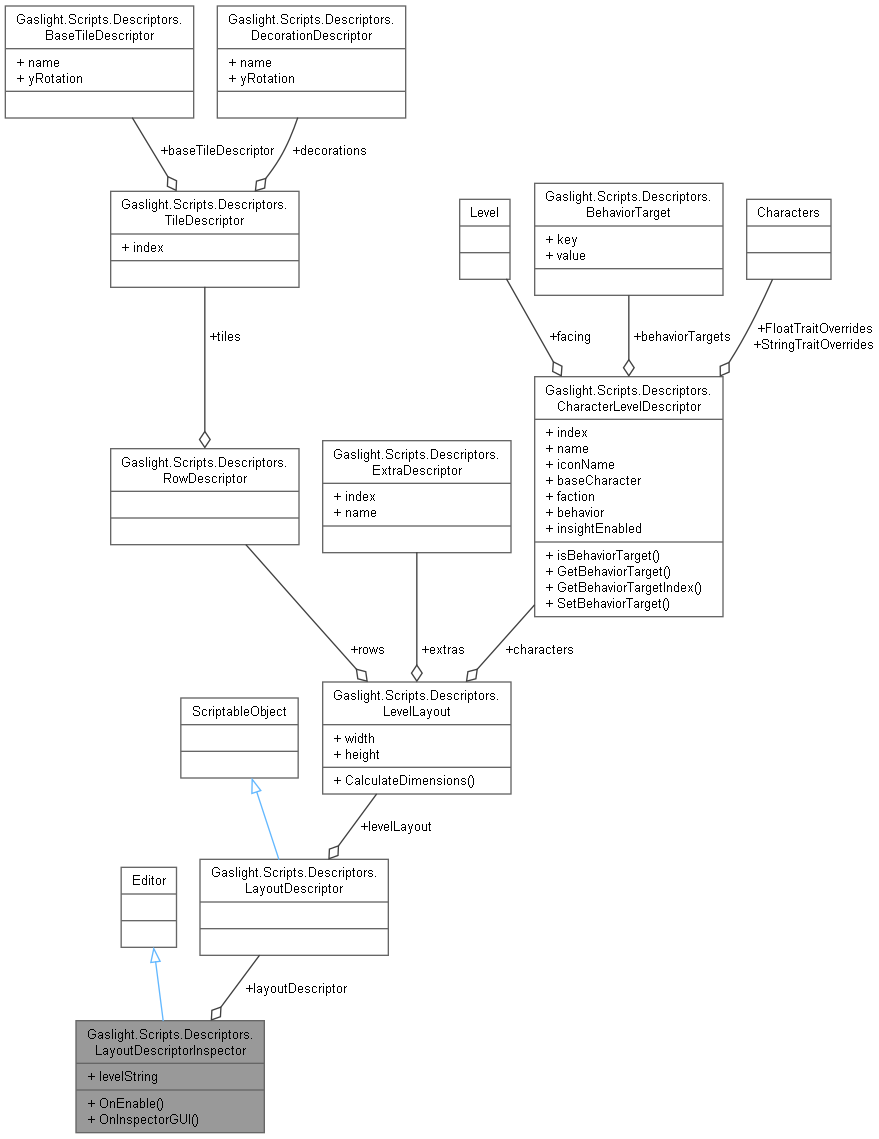 Gaslight.Scripts.Descriptors.
BaseTileDescriptor
+ name
+ yRotation
Gaslight.Scripts.Descriptors.
DecorationDescriptor
+ name
+ yRotation
+baseTileDescriptor
+decorations
Gaslight.Scripts.Descriptors.
TileDescriptor
+ index
Level
Gaslight.Scripts.Descriptors.
BehaviorTarget
+ key
+ value
Characters
+tiles
+facing
+behaviorTargets
+FloatTraitOverrides
+StringTraitOverrides
Gaslight.Scripts.Descriptors.
RowDescriptor
Gaslight.Scripts.Descriptors.
ExtraDescriptor
+ index
+ name
Gaslight.Scripts.Descriptors.
CharacterLevelDescriptor
+ index
+ name
+ iconName
+ baseCharacter
+ faction
+ behavior
+ insightEnabled
+ isBehaviorTarget()
+ GetBehaviorTarget()
+ GetBehaviorTargetIndex()
+ SetBehaviorTarget()
+rows
+extras
+characters
ScriptableObject
Gaslight.Scripts.Descriptors.
LevelLayout
+ width
+ height
+ CalculateDimensions()
+levelLayout
Editor
Gaslight.Scripts.Descriptors.
LayoutDescriptor
+layoutDescriptor
Gaslight.Scripts.Descriptors.
LayoutDescriptorInspector
+ levelString
+ OnEnable()
+ OnInspectorGUI()